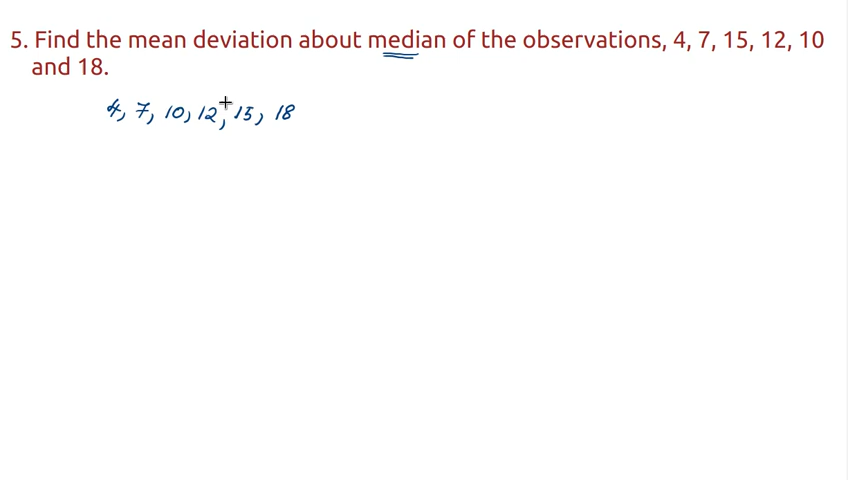 5. Find the mean deviation about median of the observations, 4, 7, 15, 12, 10
and 18.
4, 7, 10, 12, 15, 18